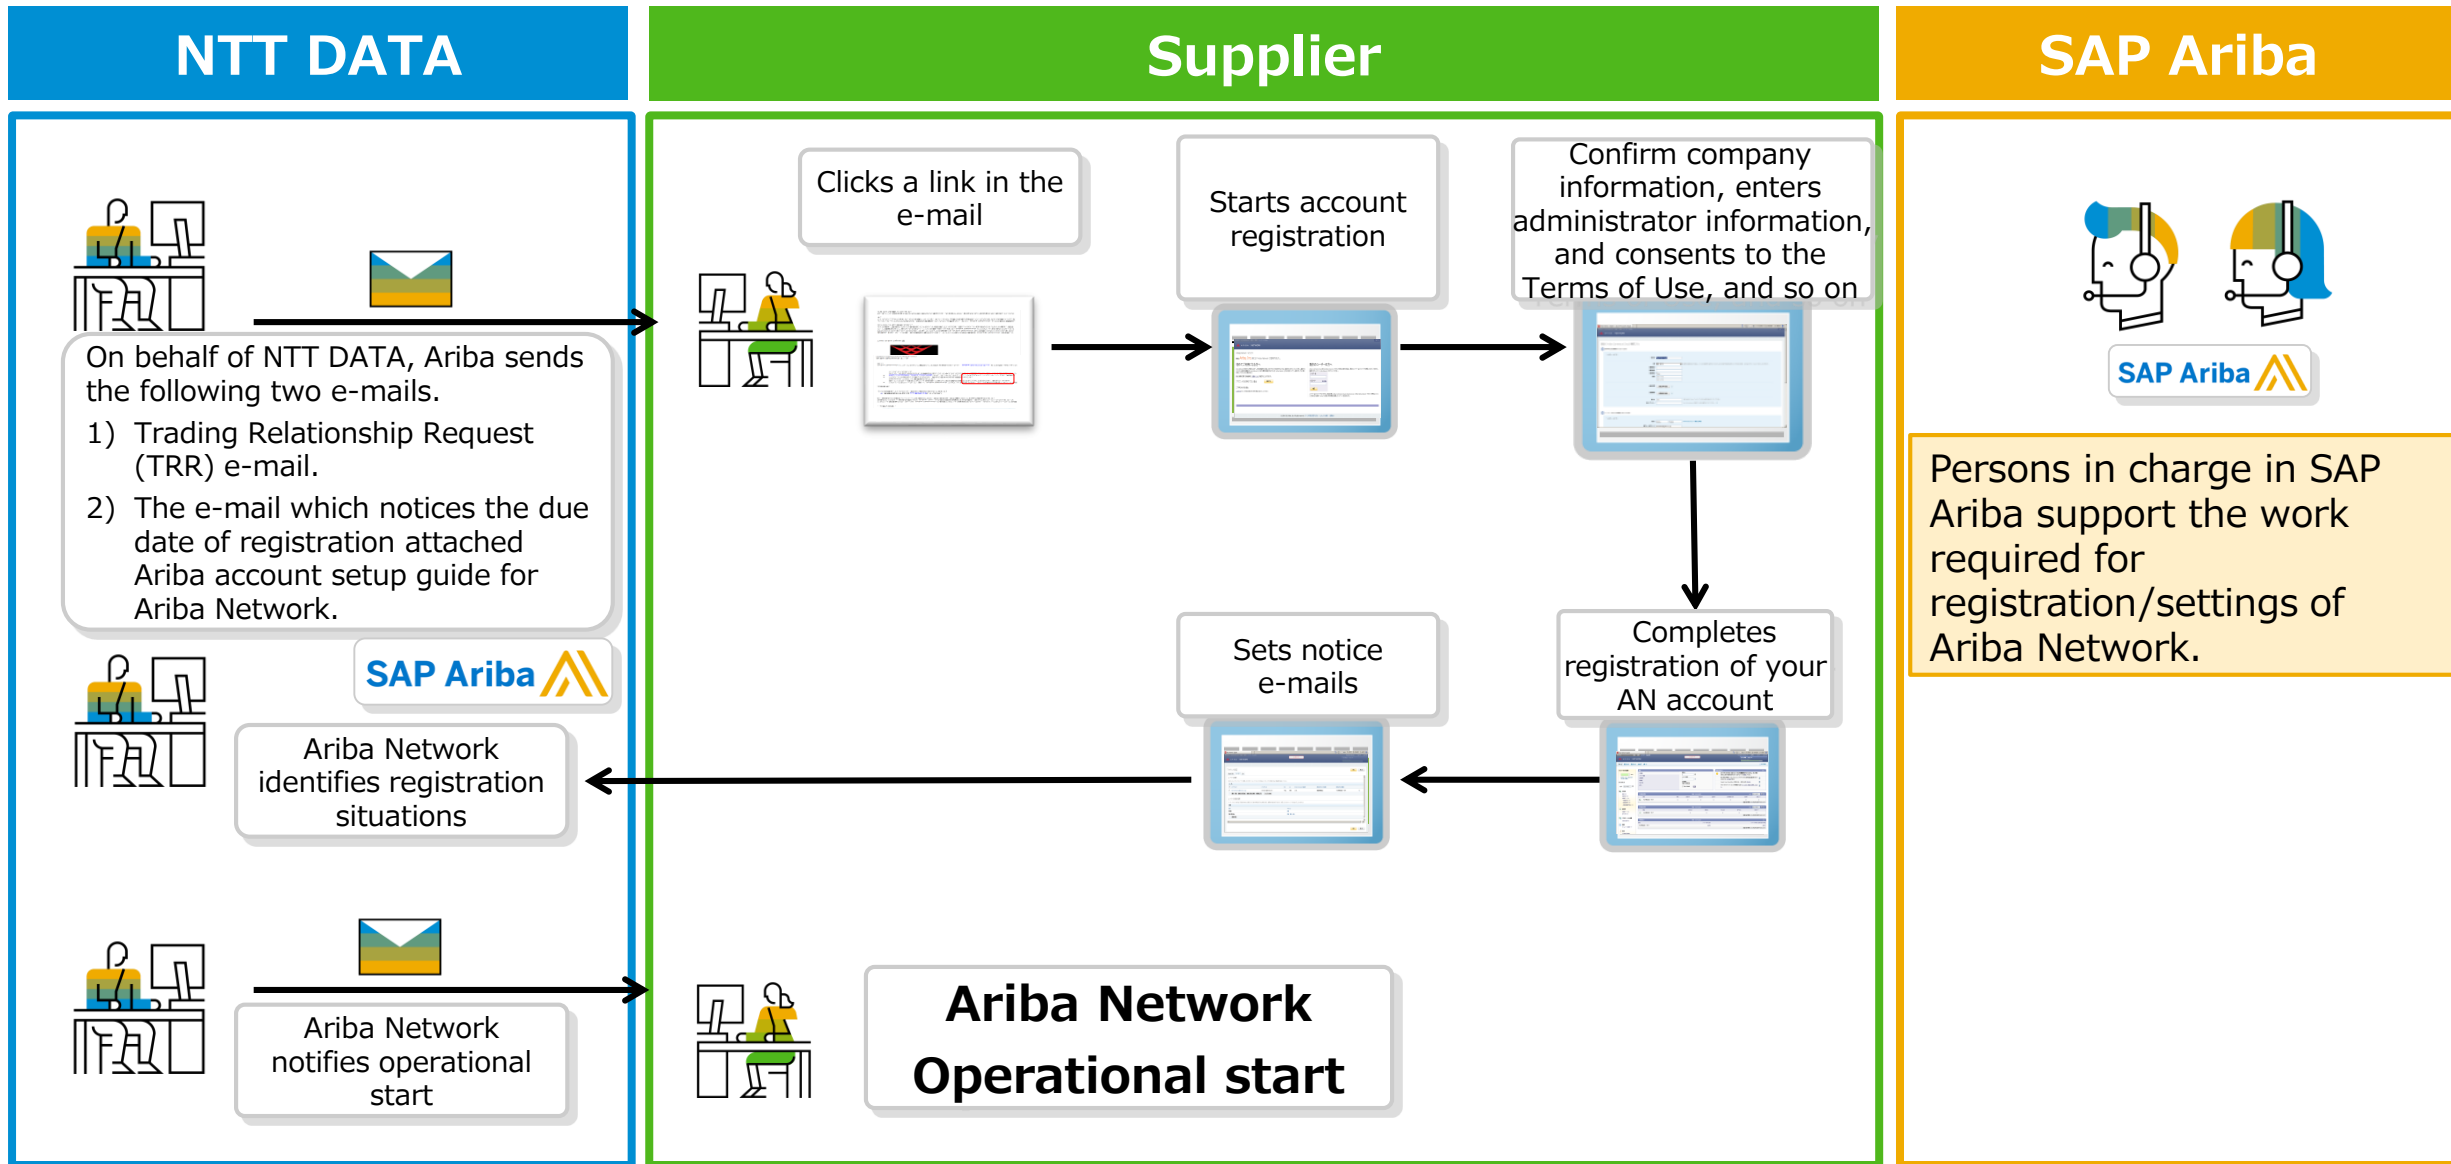 NTT DATA
Supplier
SAP Ariba
On behalf of NTT DATA, Ariba sends
the following two e-mails.
1) Trading Relationship Request
(TRR) e-mail.
2) The e-mail which notices the due
date of registration attached
Ariba account setup guide for
Ariba Network.
SAP Ariba
Ariba Network
identifies registration
situations
Ariba Network
notifies operational
start
Clicks a link in the
e-mail
Starts account
registration
Confirm company
information, enters
administrator information,
and consents to the
Terms of Use, and so on
Completes
registration of your
AN account
Sets notice
e-mails
Ariba Network
Operational start
SAP Ariba
Persons in charge in SAP
Ariba support the work
required for
registration/settings of
Ariba Network.